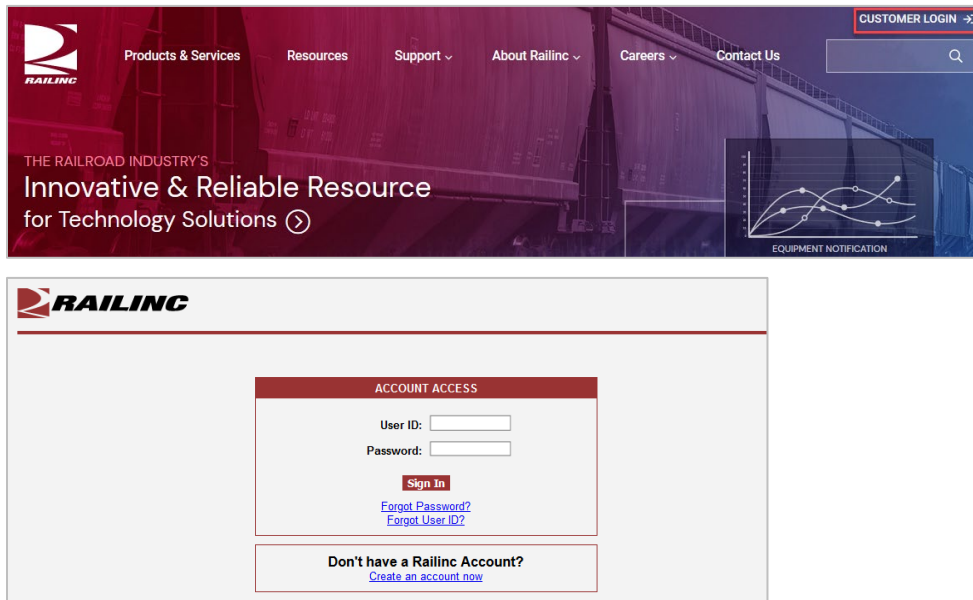 CUSTOMER LOGIN
RAILINC
Products & Services Resources Support About Railinc Careers Contact Us
THE RAILROAD INDUSTRY'S
Innovative & Reliable Resource
for Technology Solutions
EQUIPMENT NOTIFICATION
RAILINC
ACCOUNT ACCESS
User ID:
Password:
Sign In
Forgot Password?
Forgot User ID?
Don't have a Railinc Account?
Create an account now